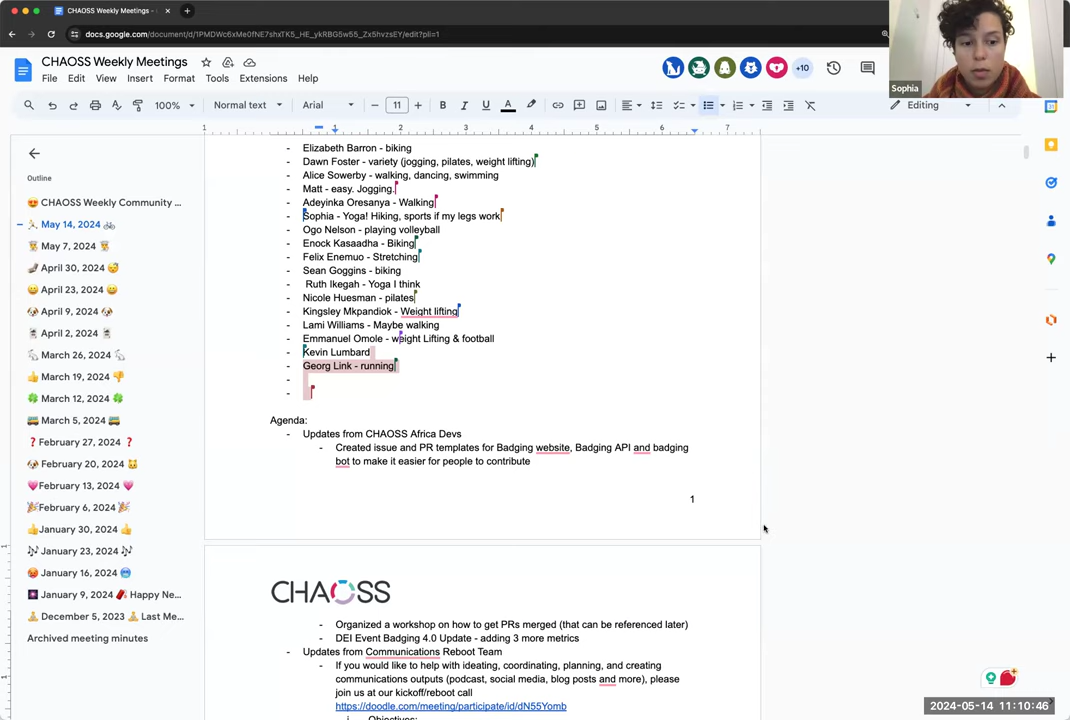 CHAOSS Weekly Meetings -
docs.google.com/document/d/1PMDWc6xMe0fNE7shxTK5_HE_ykRBG5w55_Zx5hvzsEY/edit?pli=1
CHAOSS Weekly Meetings
File Edit View Insert Format Tools Extensions Help
+10
Sophia
100% Normal text Arial 11 B I U A Editing
1 1 2 3 4 5 6 7
Outline
CHAOSS Weekly Community ...
May 14, 2024
May 7, 2024
April 30, 2024
April 23, 2024
April 9, 2024
April 2, 2024
March 26, 2024
March 19, 2024
March 12, 2024
March 5, 2024
February 27, 2024
February 20, 2024
February 13, 2024
February 6, 2024
January 30, 2024
January 23, 2024
January 16, 2024
January 9, 2024 Happy Ne...
December 5, 2023 Last Me...
Archived meeting minutes
- Elizabeth Barron - biking
- Dawn Foster - variety (jogging, pilates, weight lifting)
- Alice Sowerby - walking, dancing, swimming
- Matt - easy. Jogging.
- Adeyinka Oresanya - Walking
- Sophia - Yoga! Hiking, sports if my legs work
- Ogo Nelson - playing volleyball
- Enock Kasaadha - Biking
- Felix Enemuo - Stretching
- Sean Goggins - biking
- Ruth Ikegah - Yoga I think
- Nicole Huesman - pilates
- Kingsley Mkpandiok - Weight lifting
- Lami Williams - Maybe walking
- Emmanuel Omole - weight Lifting & football
- Kevin Lumbard
- Georg Link - running
-
-
Agenda:
- Updates from CHAOSS Africa Devs
- Created issue and PR templates for Badging website, Badging API and badging
bot to make it easier for people to contribute
1
CHAOSS
- Organized a workshop on how to get PRs merged (that can be referenced later)
- DEI Event Badging 4.0 Update - adding 3 more metrics
- Updates from Communications Reboot Team
- If you would like to help with ideating, coordinating, planning, and creating
communications outputs (podcast, social media, blog posts and more), please
join us at our kickoff/reboot call
https://doodle.com/meeting/participate/id/dN55Yomb
i. Objectives:
2024-05-14 11:10:46